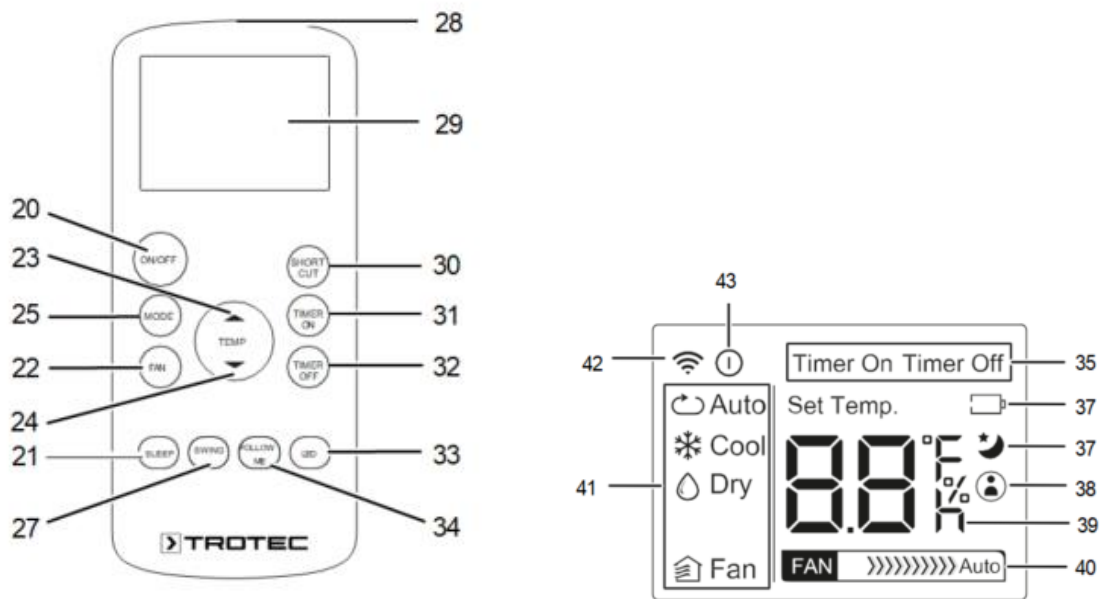 28
29
20
ON/OFF
23
SHORT CUT
30
25
MODE
TEMP
TIMER ON
31
22
FAN
TIMER OFF
32
24
21
SLEEP
SWING
FOLLOW ME
LED
33
27
34
TROTEC
43
42
Timer On Timer Off
35
Auto
Set Temp.
37
Cool
88
°F
37
41
Dry
%
38
h
39
Fan
FAN
Auto
40